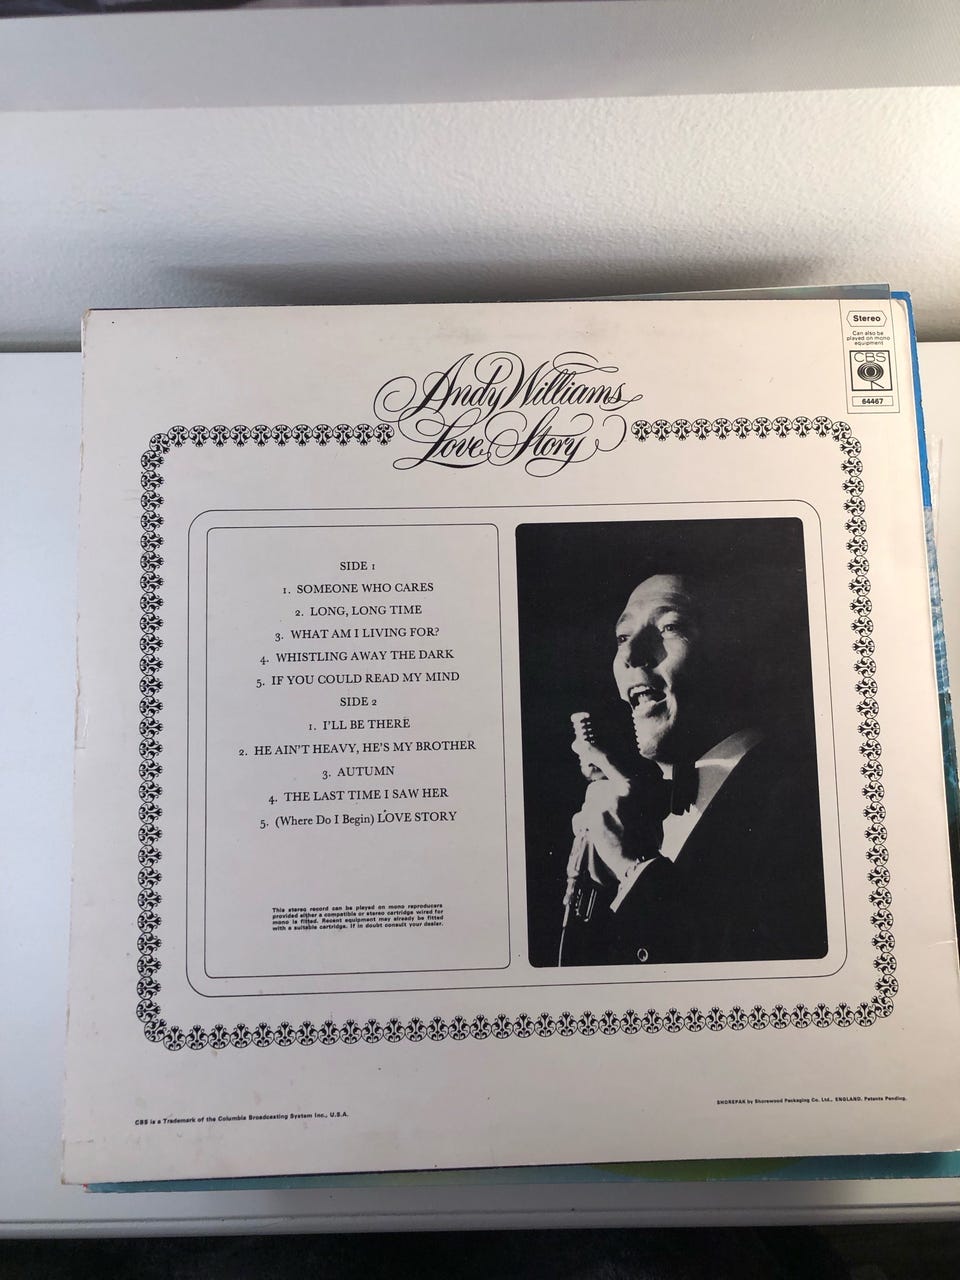 Stereo
Can also be
played on mono
equipment
CBS
64467
Andy Williams
Love Story
SIDE 1
1. SOMEONE WHO CARES
2. LONG, LONG TIME
3. WHAT AM I LIVING FOR?
4. WHISTLING AWAY THE DARK
5. IF YOU COULD READ MY MIND
SIDE 2
1. I'LL BE THERE
2. HE AIN'T HEAVY, HE'S MY BROTHER
3. AUTUMN
4. THE LAST TIME I SAW HER
5. (Where Do I Begin) LOVE STORY
This stereo record can be played on mono reproducers
provided either a compatible or stereo cartridge wired for
mono is fitted. Recent equipment may already be fitted
with a suitable cartridge. If in doubt consult your dealer.
CBS is a Trademark of the Columbia Broadcasting System Inc., U.S.A.
SHOREPAK by Shorewood Packaging Co. Ltd., ENGLAND. Patents Pending.